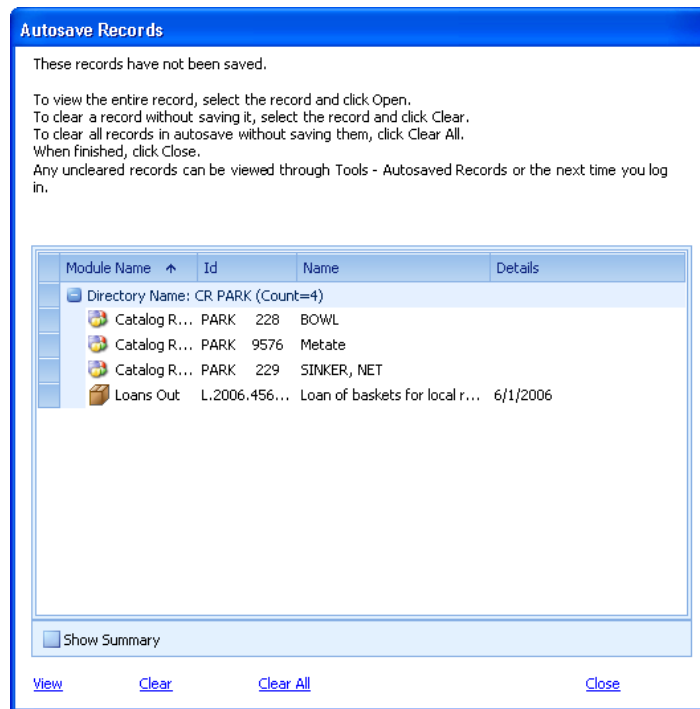 Autosave Records
These records have not been saved.
To view the entire record, select the record and click Open.
To clear a record without saving it, select the record and click Clear.
To clear all records in autosave without saving them, click Clear All.
When finished, click Close.
Any uncleared records can be viewed through Tools - Autosaved Records or the next time you log
in.
Module Name Id Name Details
Directory Name: CR PARK (Count=4)
Catalog R... PARK 228 BOWL
Catalog R... PARK 9576 Metate
Catalog R... PARK 229 SINKER, NET
Loans Out L.2006.456... Loan of baskets for local r... 6/1/2006
Show Summary
View Clear Clear All Close